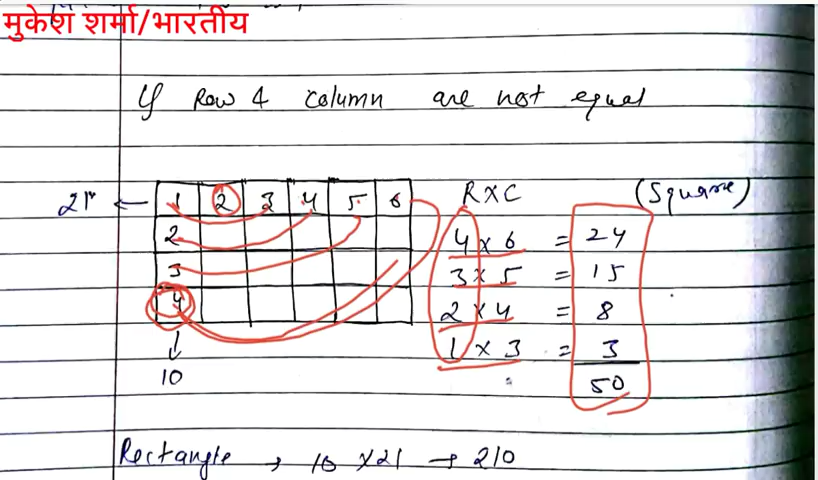 मुकेश शर्मा/भारतीय
If Row & Column are not equal
21 ← 1 2 3 4 5 6 RXC (Square)
2 4 x 6 = 24
3 3 x 5 = 15
4 2 x 4 = 8
1 x 3 = 3
10 50
Rectangle → 10 x 21 → 210